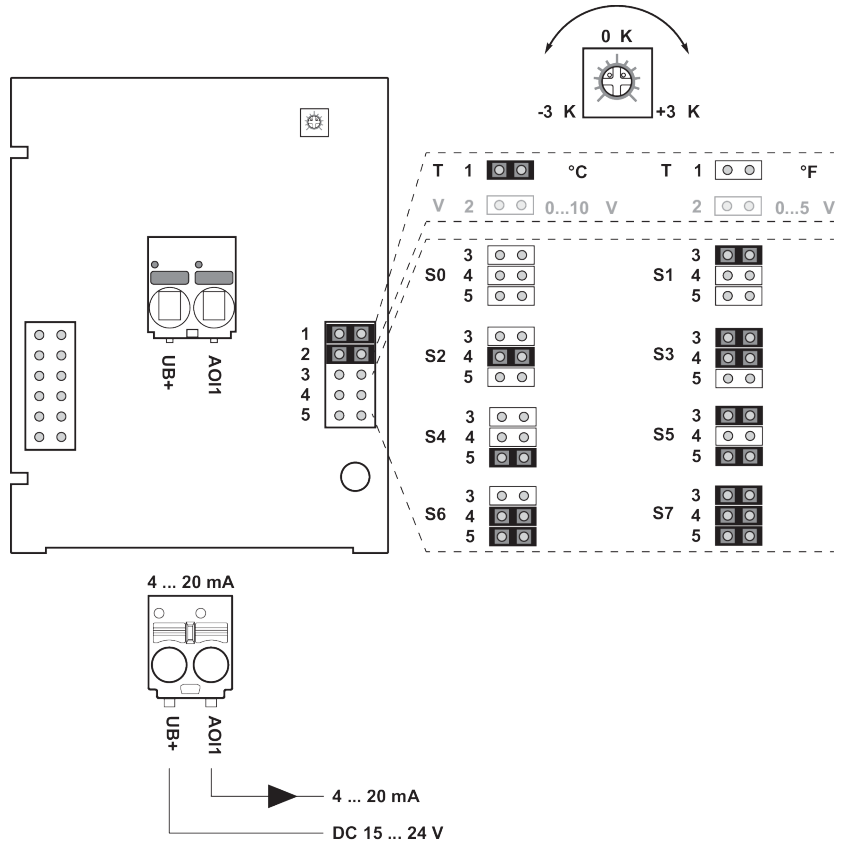 0 K
-3 K
+3 K
T 1 °C
T 1 °F
V 2 0...10 V
2 0...5 V
S0 3 4 5
S1 3 4 5
S2 3 4 5
S3 3 4 5
S4 3 4 5
S5 3 4 5
S6 3 4 5
S7 3 4 5
1
2
3
4
5
UB+
AOI1
4 ... 20 mA
UB+
AOI1
4 ... 20 mA
DC 15 ... 24 V